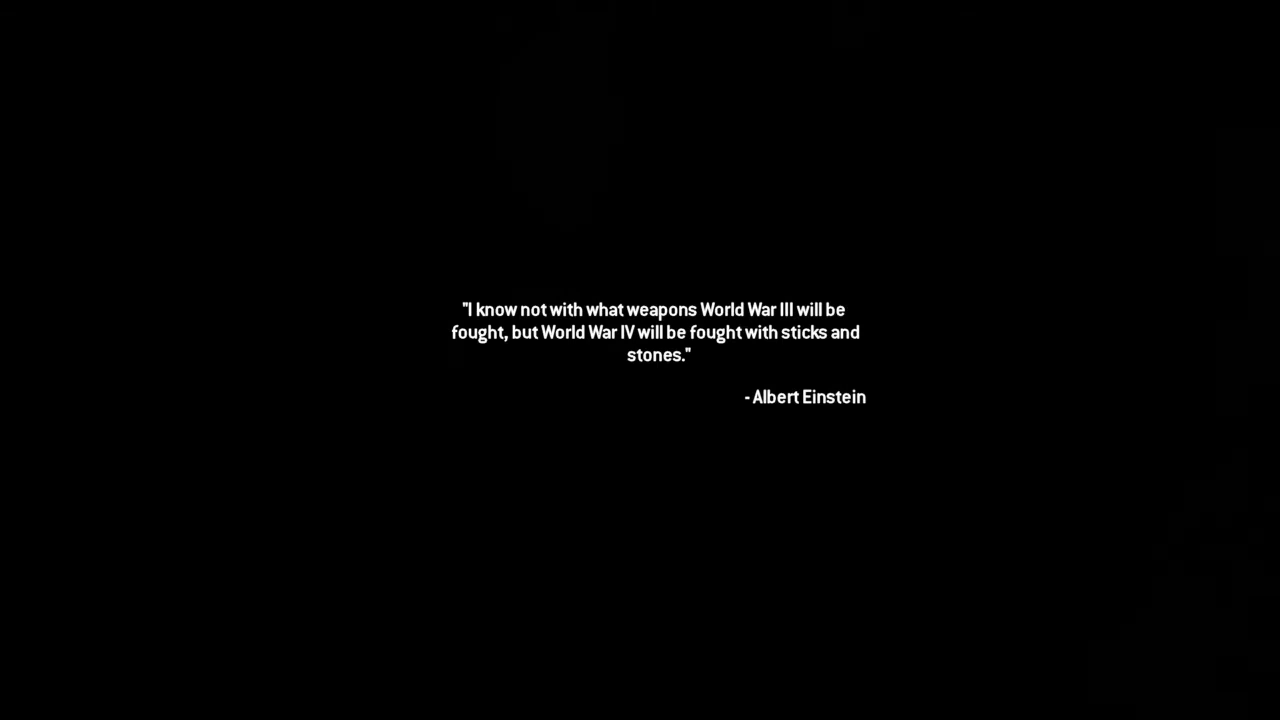 "I know not with what weapons World War III will be
fought, but World War IV will be fought with sticks and
stones."
- Albert Einstein